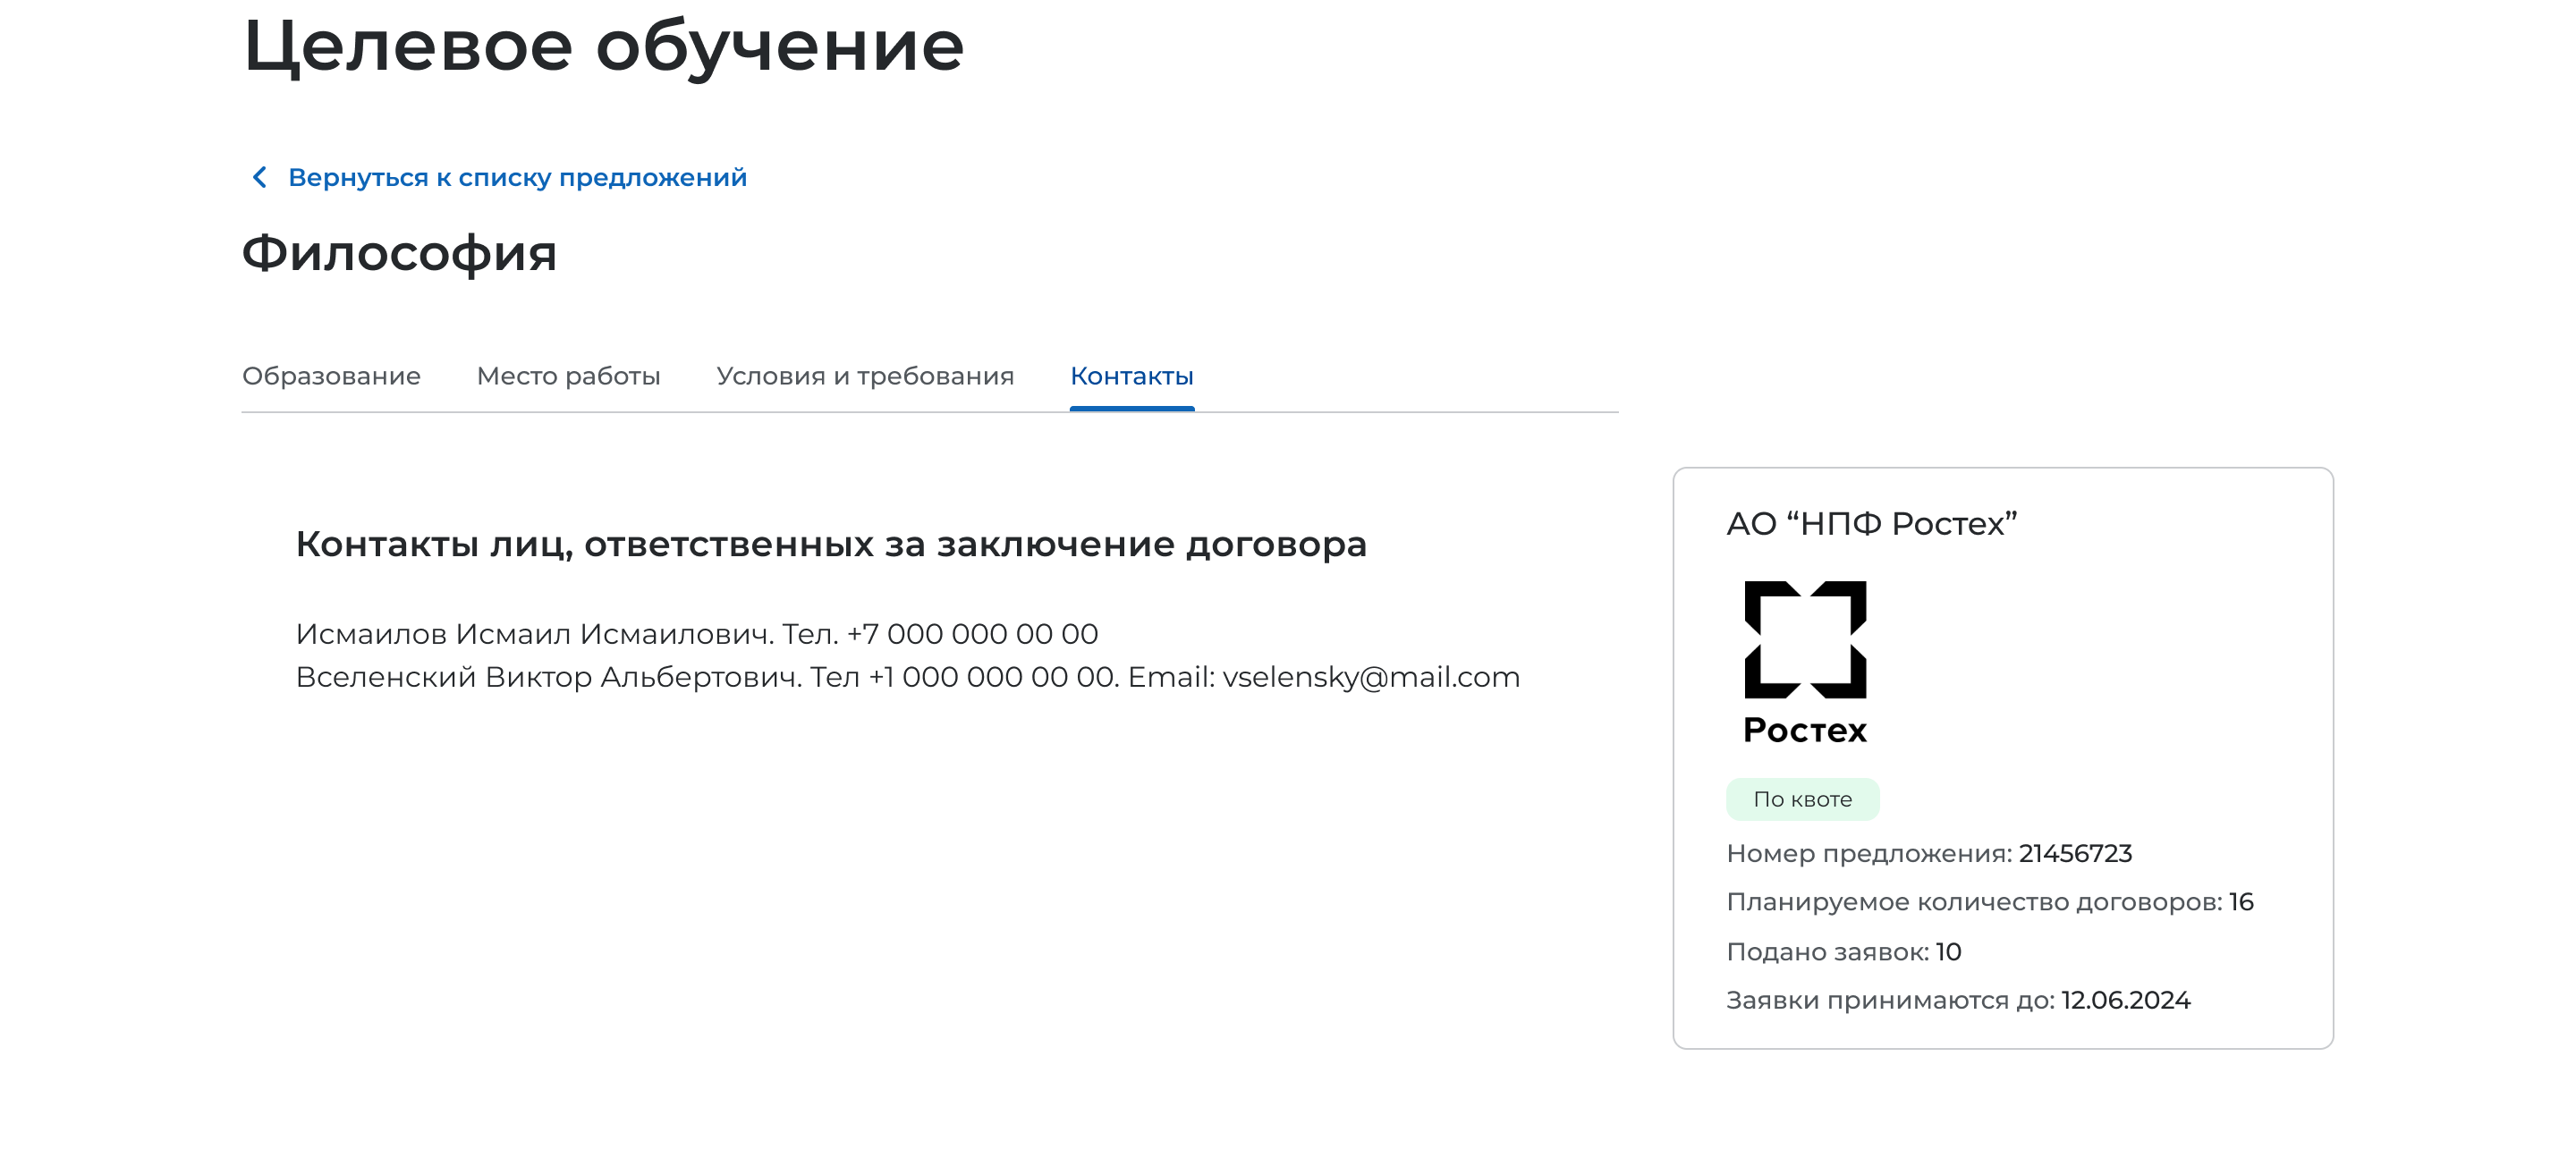 Целевое обучение
Вернуться к списку предложений
Философия
Образование Место работы Условия и требования Контакты
Контакты лиц, ответственных за заключение договора
Исмаилов Исмаил Исмаилович. Тел. +7 000 000 00 00
Вселенский Виктор Альбертович. Тел +1 000 000 00 00. Email: vselensky@mail.com
АО “НПФ Ростех”
Ростех
По квоте
Номер предложения: 21456723
Планируемое количество договоров: 16
Подано заявок: 10
Заявки принимаются до: 12.06.2024